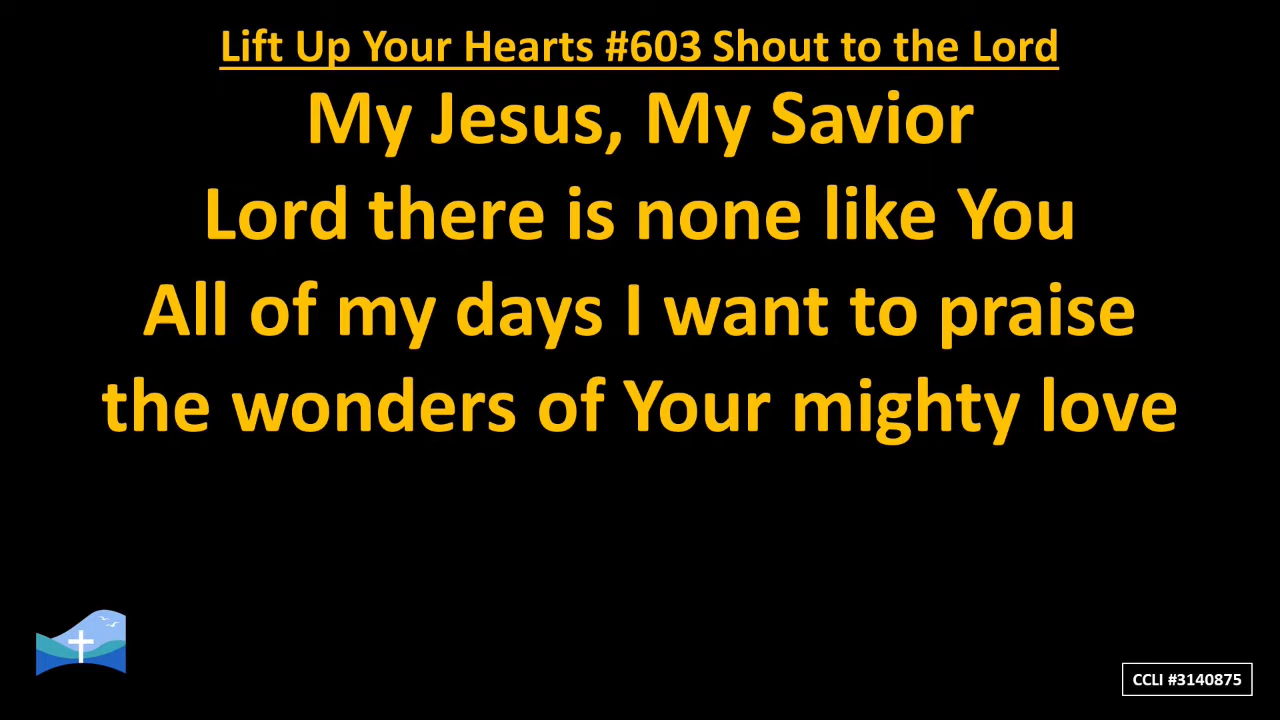 Lift Up Your Hearts #603 Shout to the Lord
My Jesus, My Savior
Lord there is none like You
All of my days I want to praise
the wonders of Your mighty love
CCLI #3140875